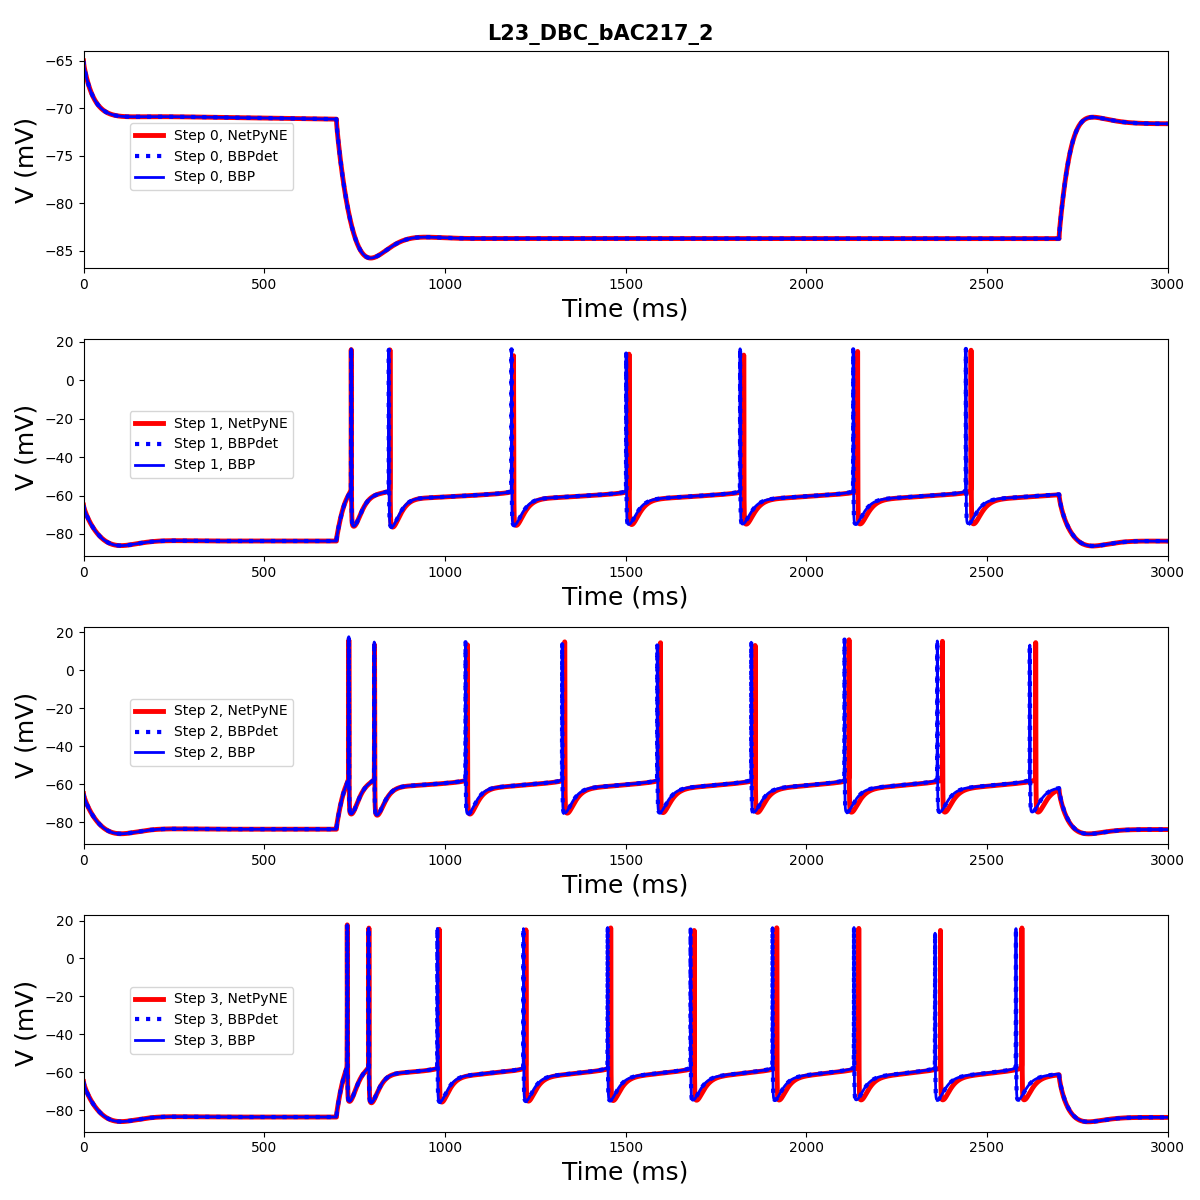 L23_DBC_bAC217_2
−65
−70
−75
−80
−85
V (mV)
Step 0, NetPyNE
Step 0, BBPdet
Step 0, BBP
0 500 1000 1500 2000 2500 3000
Time (ms)
20
0
−20
−40
−60
−80
V (mV)
Step 1, NetPyNE
Step 1, BBPdet
Step 1, BBP
0 500 1000 1500 2000 2500 3000
Time (ms)
20
0
−20
−40
−60
−80
V (mV)
Step 2, NetPyNE
Step 2, BBPdet
Step 2, BBP
0 500 1000 1500 2000 2500 3000
Time (ms)
20
0
−20
−40
−60
−80
V (mV)
Step 3, NetPyNE
Step 3, BBPdet
Step 3, BBP
0 500 1000 1500 2000 2500 3000
Time (ms)